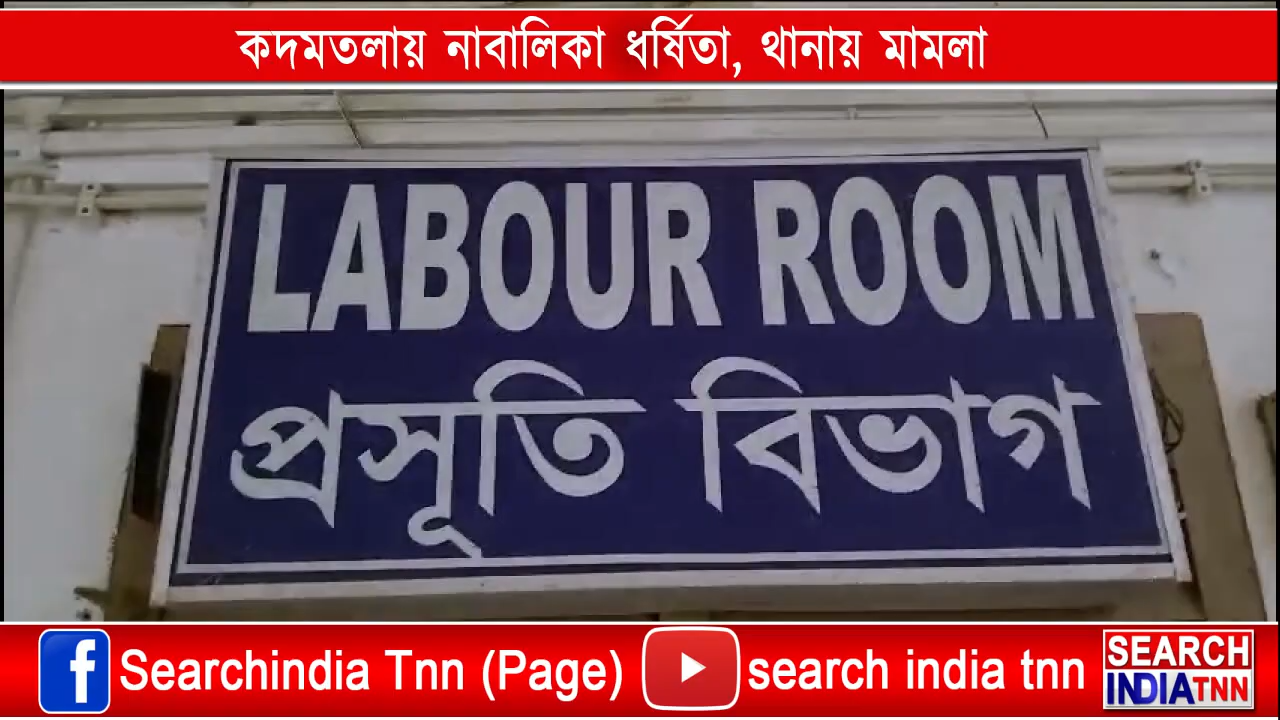 কদমতলায় নাবালিকা ধর্ষিতা, থানায় মামলা
LABOUR ROOM
প্রসূতি বিভাগ
Searchindia Tnn (Page)
search india tnn
SEARCH
INDIATNN